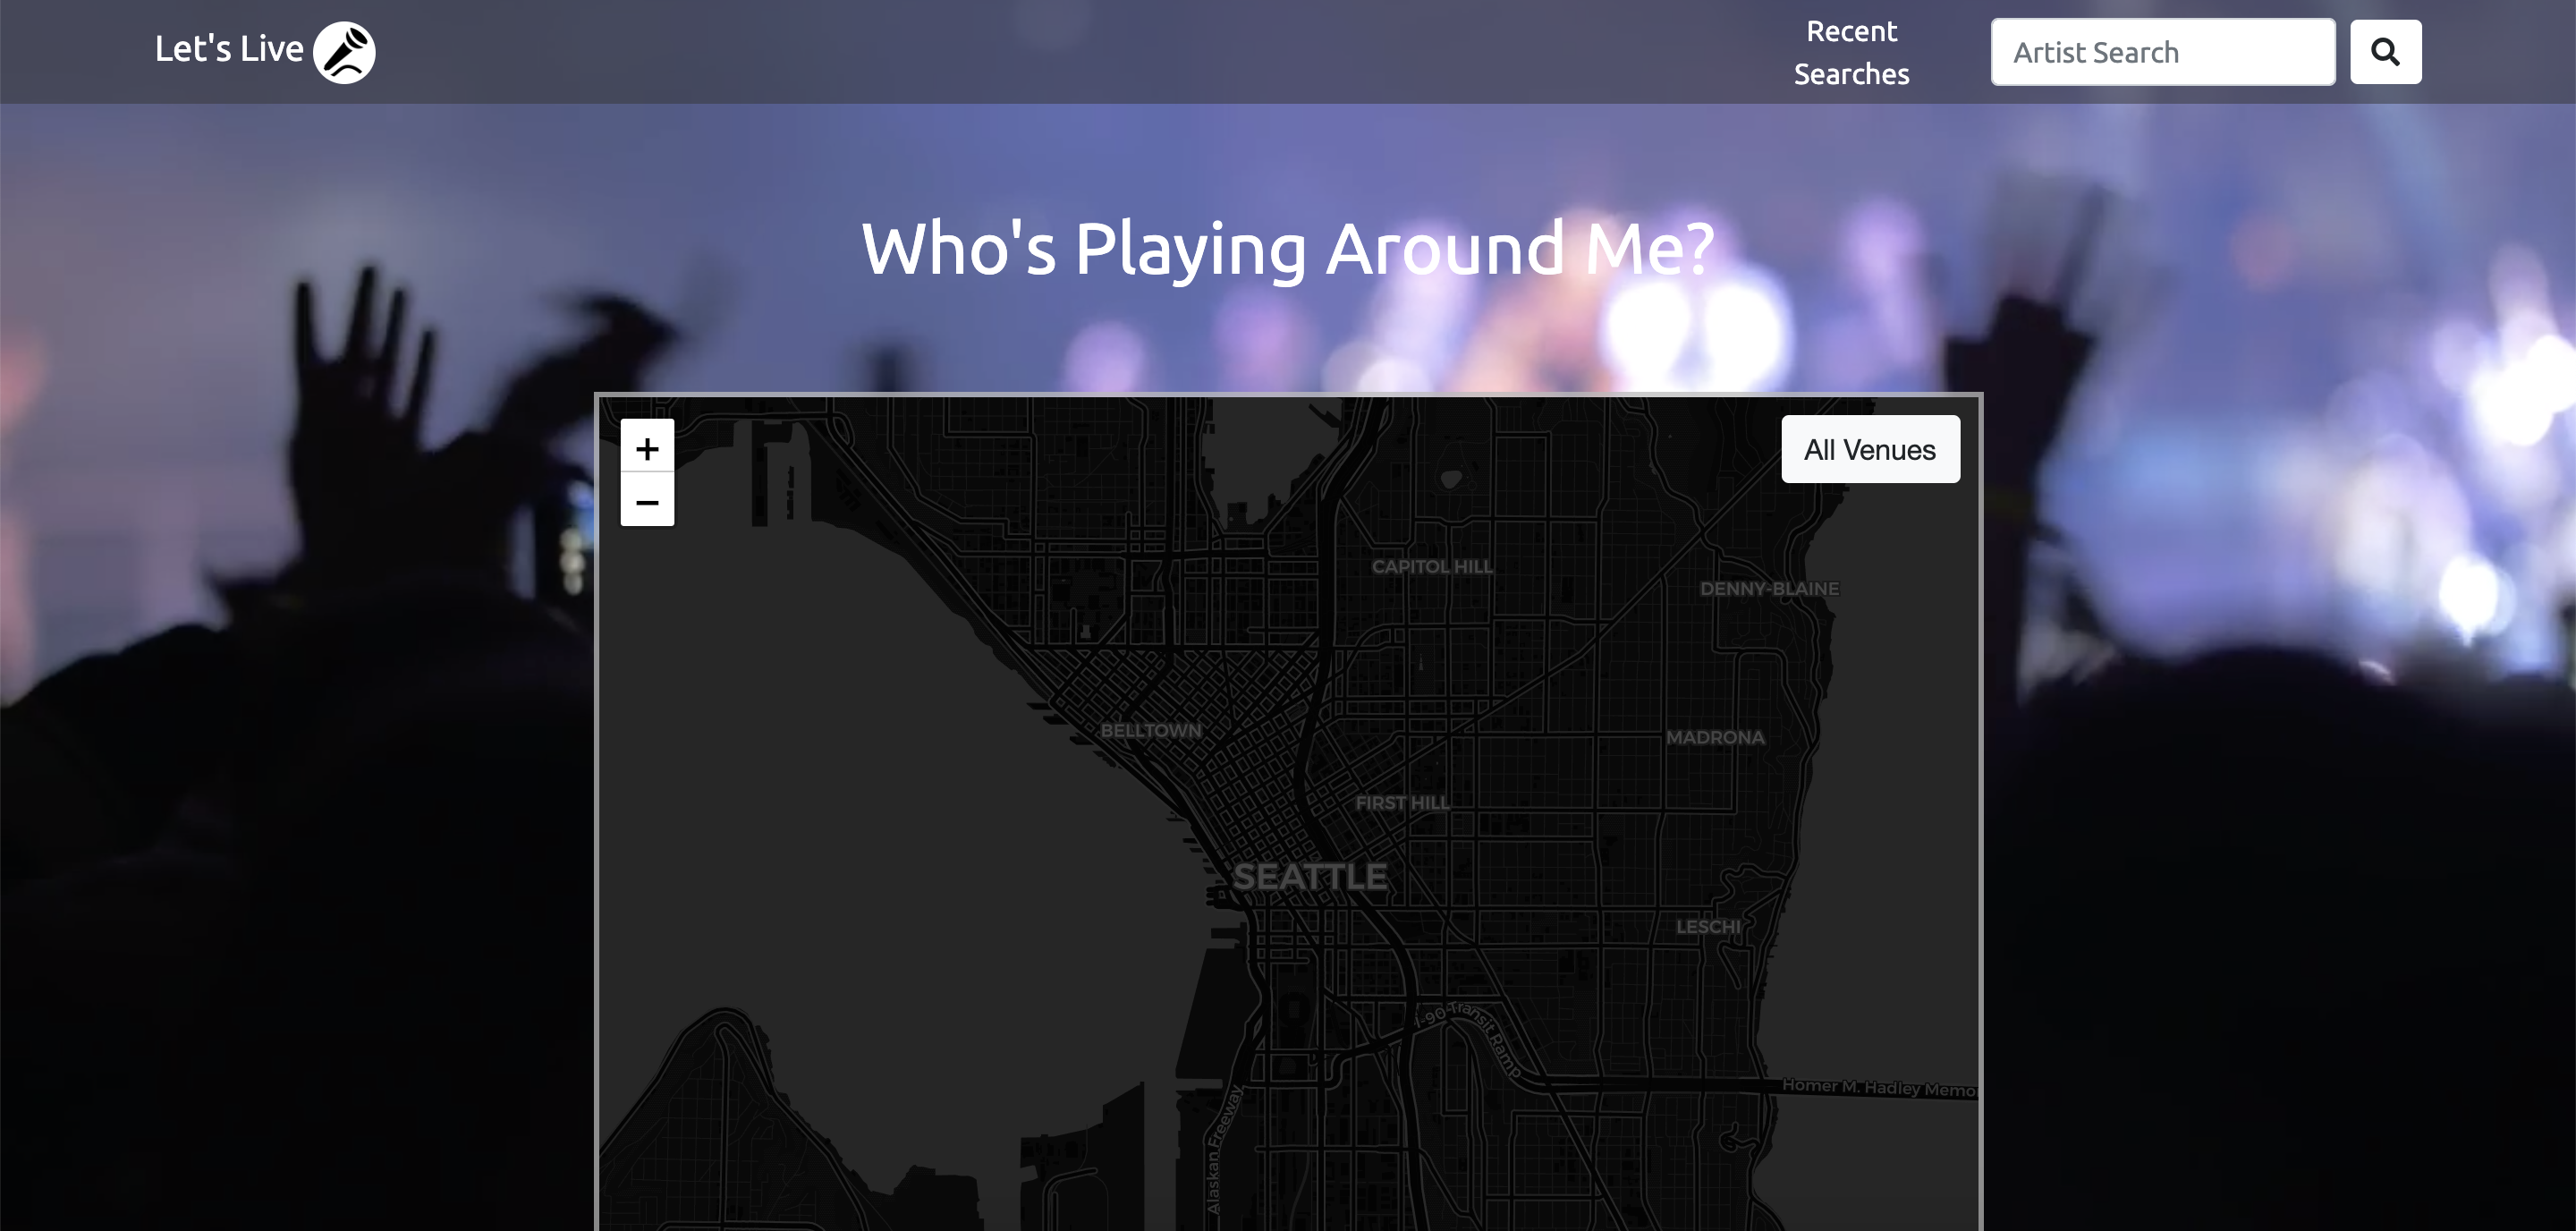 Let's Live
Recent
Searches
Artist Search
Who's Playing Around Me?
+
All Venues
−
CAPITOL HILL
DENNY-BLAINE
BELLTOWN
MADRONA
FIRST HILL
SEATTLE
LESCHI
I-90 Transit Ramp
Homer M. Hadley Memo
Alaskan Freeway